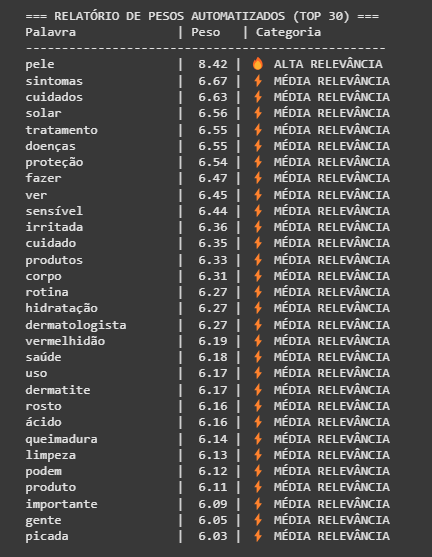 === RELATÓRIO DE PESOS AUTOMATIZADOS (TOP 30) ===
Palavra | Peso | Categoria
--------------------------------------------------
pele | 8.42 | 🔥 ALTA RELEVÂNCIA
sintomas | 6.67 | ⚡ MÉDIA RELEVÂNCIA
cuidados | 6.63 | ⚡ MÉDIA RELEVÂNCIA
solar | 6.56 | ⚡ MÉDIA RELEVÂNCIA
tratamento | 6.55 | ⚡ MÉDIA RELEVÂNCIA
doenças | 6.55 | ⚡ MÉDIA RELEVÂNCIA
proteção | 6.54 | ⚡ MÉDIA RELEVÂNCIA
fazer | 6.47 | ⚡ MÉDIA RELEVÂNCIA
ver | 6.45 | ⚡ MÉDIA RELEVÂNCIA
sensível | 6.44 | ⚡ MÉDIA RELEVÂNCIA
irritada | 6.36 | ⚡ MÉDIA RELEVÂNCIA
cuidado | 6.35 | ⚡ MÉDIA RELEVÂNCIA
produtos | 6.33 | ⚡ MÉDIA RELEVÂNCIA
corpo | 6.31 | ⚡ MÉDIA RELEVÂNCIA
rotina | 6.27 | ⚡ MÉDIA RELEVÂNCIA
hidratação | 6.27 | ⚡ MÉDIA RELEVÂNCIA
dermatologista | 6.27 | ⚡ MÉDIA RELEVÂNCIA
vermelhidão | 6.19 | ⚡ MÉDIA RELEVÂNCIA
saúde | 6.18 | ⚡ MÉDIA RELEVÂNCIA
uso | 6.17 | ⚡ MÉDIA RELEVÂNCIA
dermatite | 6.17 | ⚡ MÉDIA RELEVÂNCIA
rosto | 6.16 | ⚡ MÉDIA RELEVÂNCIA
ácido | 6.16 | ⚡ MÉDIA RELEVÂNCIA
queimadura | 6.14 | ⚡ MÉDIA RELEVÂNCIA
limpeza | 6.13 | ⚡ MÉDIA RELEVÂNCIA
podem | 6.12 | ⚡ MÉDIA RELEVÂNCIA
produto | 6.11 | ⚡ MÉDIA RELEVÂNCIA
importante | 6.09 | ⚡ MÉDIA RELEVÂNCIA
gente | 6.05 | ⚡ MÉDIA RELEVÂNCIA
picada | 6.03 | ⚡ MÉDIA RELEVÂNCIA